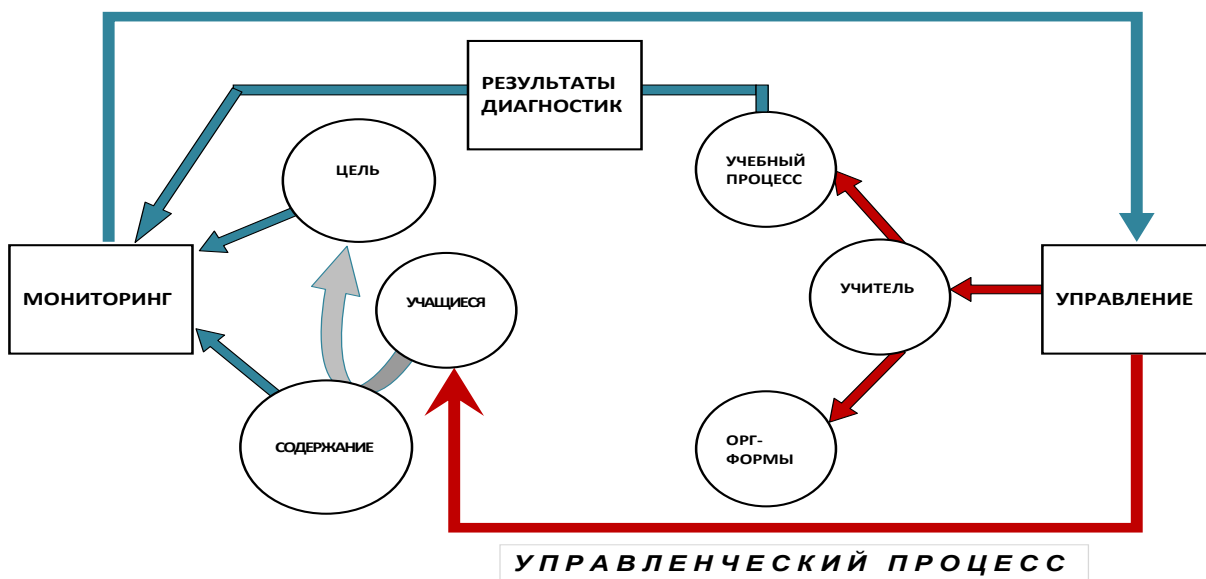 РЕЗУЛЬТАТЫ
ДИАГНОСТИК
ЦЕЛЬ
УЧЕБНЫЙ
ПРОЦЕСС
МОНИТОРИНГ
УЧАЩИЕСЯ
УЧИТЕЛЬ
УПРАВЛЕНИЕ
СОДЕРЖАНИЕ
ОРГ-
ФОРМЫ
УПРАВЛЕНЧЕСКИЙ ПРОЦЕСС